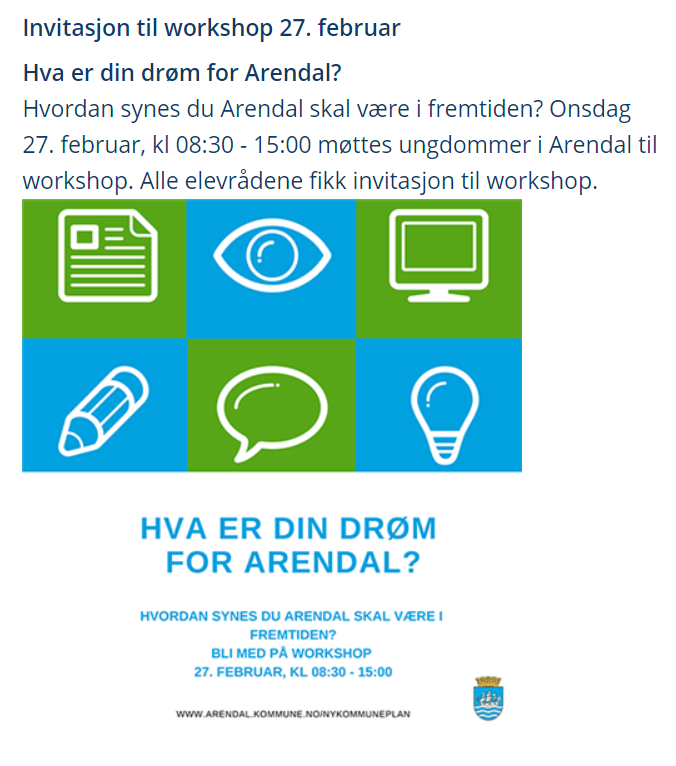 Invitasjon til workshop 27. februar
Hva er din drøm for Arendal?
Hvordan synes du Arendal skal være i fremtiden? Onsdag
27. februar, kl 08:30 - 15:00 møttes ungdommer i Arendal til
workshop. Alle elevrådene fikk invitasjon til workshop.
HVA ER DIN DRØM
FOR ARENDAL?
HVORDAN SYNES DU ARENDAL SKAL VÆRE I
FREMTIDEN?
BLI MED PÅ WORKSHOP
27. FEBRUAR, KL 08:30 - 15:00
WWW.ARENDAL.KOMMUNE.NO/NYKOMMUNEPLAN